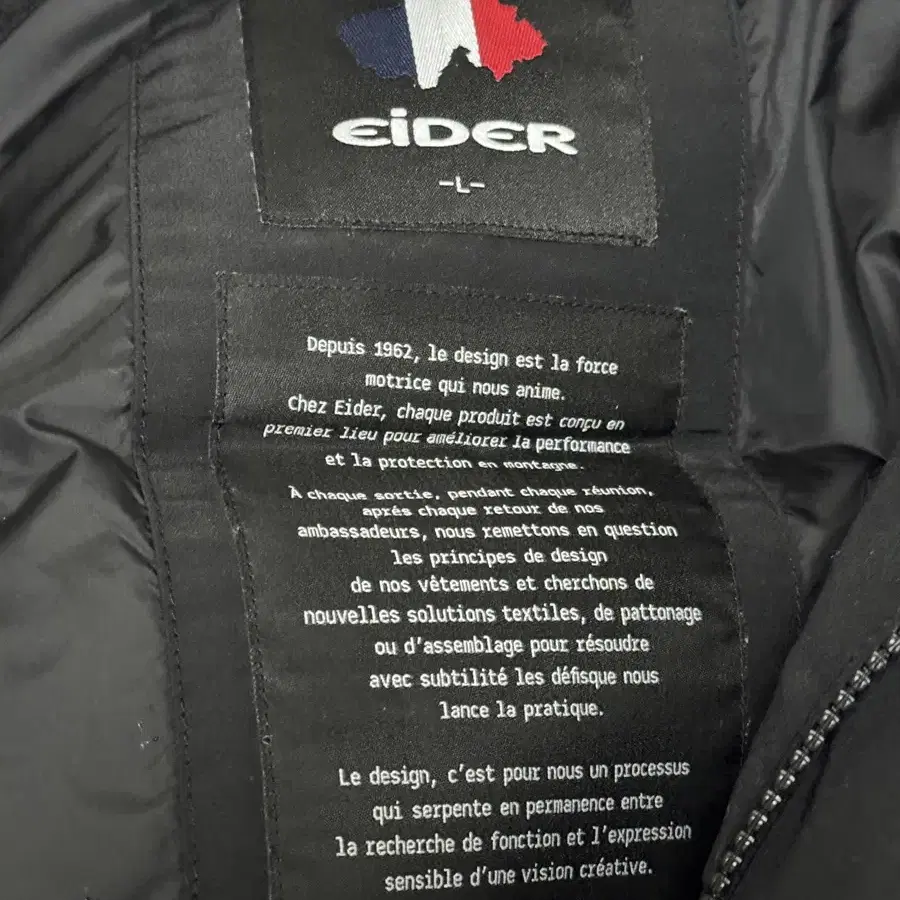 EiDER
-L-
Depuis 1962, le design est la force
motrice qui nous anime.
Chez Eider, chaque produit est conçu en
premier lieu pour améliorer la performance
et la protection en montagne.
À chaque sortie, pendant chaque réunion,
aprés chaque retour de nos
ambassadeurs, nous remettons en question
les principes de design
de nos vêtements et cherchons de
nouvelles solutions textiles, de pattonage
ou d'assemblage pour résoudre
avec subtilité les défisque nous
lance la pratique.
Le design, c'est pour nous un processus
qui serpente en permanence entre
la recherche de fonction et l'expression
sensible d'une vision créative.